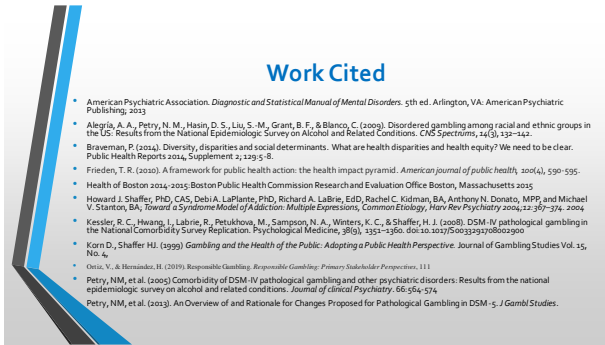 Work Cited
• American Psychiatric Association. Diagnostic and Statistical Manual of Mental Disorders. 5th ed. Arlington, VA: American Psychiatric
Publishing; 2013
• Alegría, A. A., Petry, N. M., Hasin, D. S., Liu, S.-M., Grant, B. F., & Blanco, C. (2009). Disordered gambling among racial and ethnic groups in
the US: Results from the National Epidemiologic Survey on Alcohol and Related Conditions. CNS Spectrums, 14(3), 132–142.
• Braveman, P. (2014). Diversity, disparities and social determinants. What are health disparities and health equity? We need to be clear.
Public Health Reports 2014, Supplement 2; 129:5-8.
• Frieden, T. R. (2010). A framework for public health action: the health impact pyramid. American journal of public health, 100(4), 590-595.
• Health of Boston 2014-2015: Boston Public Health Commission Research and Evaluation Office Boston, Massachusetts 2015
• Howard J. Shaffer, PhD, CAS, Debi A. LaPlante, PhD, Richard A. LaBrie, EdD, Rachel C. Kidman, BA, Anthony N. Donato, MPP, and Michael
V. Stanton, BA; Toward a Syndrome Model of Addiction: Multiple Expressions, Common Etiology, Harv Rev Psychiatry 2004;12:367–374. 2004
• Kessler, R. C., Hwang, I., Labrie, R., Petukhova, M., Sampson, N. A., Winters, K. C., & Shaffer, H. J. (2008). DSM-IV pathological gambling in
the National Comorbidity Survey Replication. Psychological Medicine, 38(9), 1351–1360. doi:10.1017/S0033291708002900
• Korn D., Shaffer HJ. (1999) Gambling and the Health of the Public: Adopting a Public Health Perspective. Journal of Gambling Studies Vol. 15,
No. 4,
• Ortiz, V., & Hernández, H. (2019). Responsible Gambling. Responsible Gambling: Primary Stakeholder Perspectives, 111
• Petry, NM, et al. (2005) Comorbidity of DSM-IV pathological gambling and other psychiatric disorders: Results from the national
epidemiologic survey on alcohol and related conditions. Journal of clinical Psychiatry. 66:564-574
Petry, NM, et al. (2013). An Overview of and Rationale for Changes Proposed for Pathological Gambling in DSM-5. J Gambl Studies.